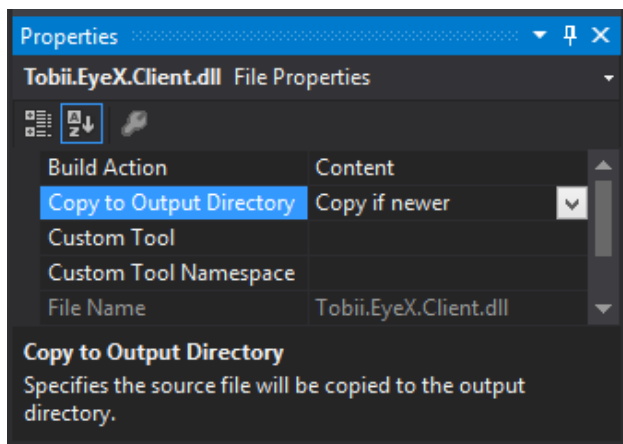 Properties
Tobii.EyeX.Client.dll File Properties
A
Z
Build Action Content
Copy to Output Directory Copy if newer
Custom Tool
Custom Tool Namespace
File Name Tobii.EyeX.Client.dll
Copy to Output Directory
Specifies the source file will be copied to the output
directory.